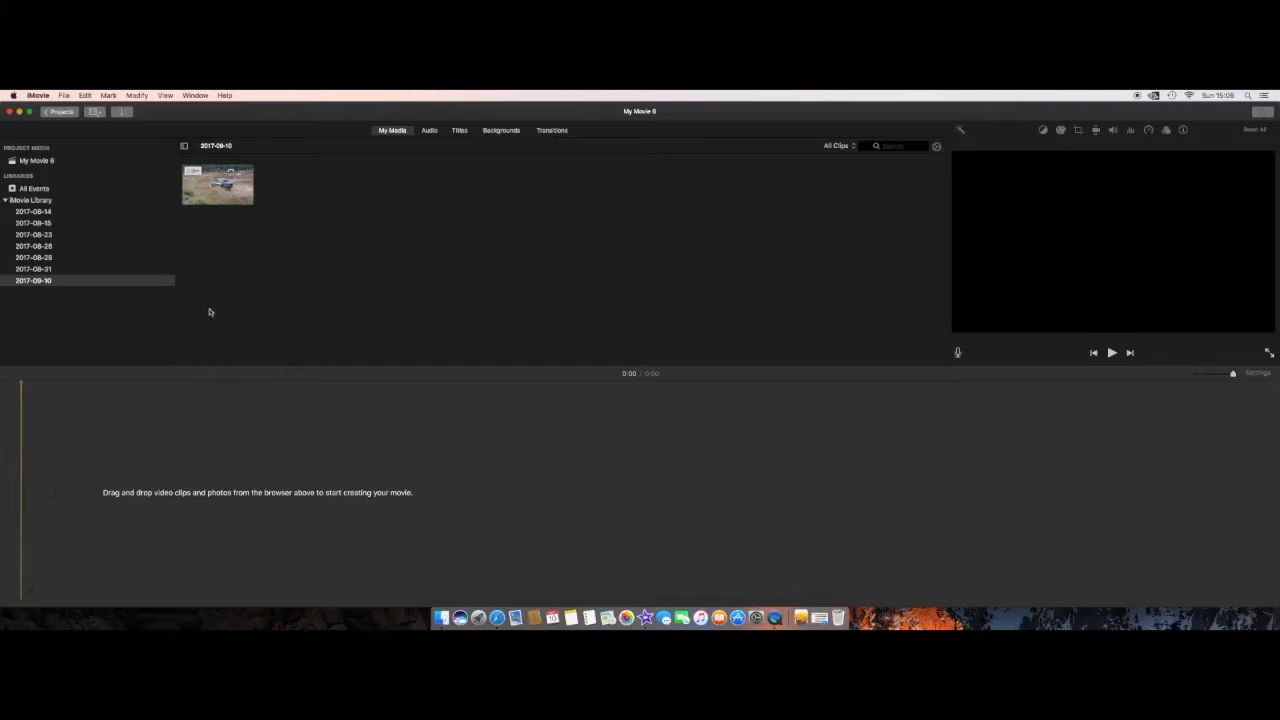 iMovie File Edit Mark Modify View Window Help
Sun 15:06
Projects
My Movie 6
My Media Audio Titles Backgrounds Transitions
Reset All
PROJECT MEDIA
My Movie 6
LIBRARIES
All Events
iMovie Library
2017-08-14
2017-08-15
2017-08-23
2017-08-26
2017-08-28
2017-08-31
2017-09-10
2017-09-10
All Clips
Search
0:00 / 0:00
Settings
Drag and drop video clips and photos from the browser above to start creating your movie.